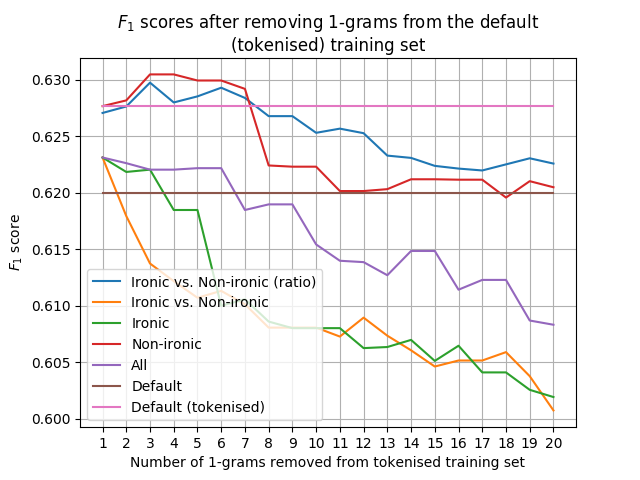 F1 scores after removing 1-grams from the default
(tokenised) training set
0.630
0.625
0.620
0.615
0.610
0.605
0.600
F1 score
Ironic vs. Non-ironic (ratio)
Ironic vs. Non-ironic
Ironic
Non-ironic
All
Default
Default (tokenised)
1 2 3 4 5 6 7 8 9 10 11 12 13 14 15 16 17 18 19 20
Number of 1-grams removed from tokenised training set